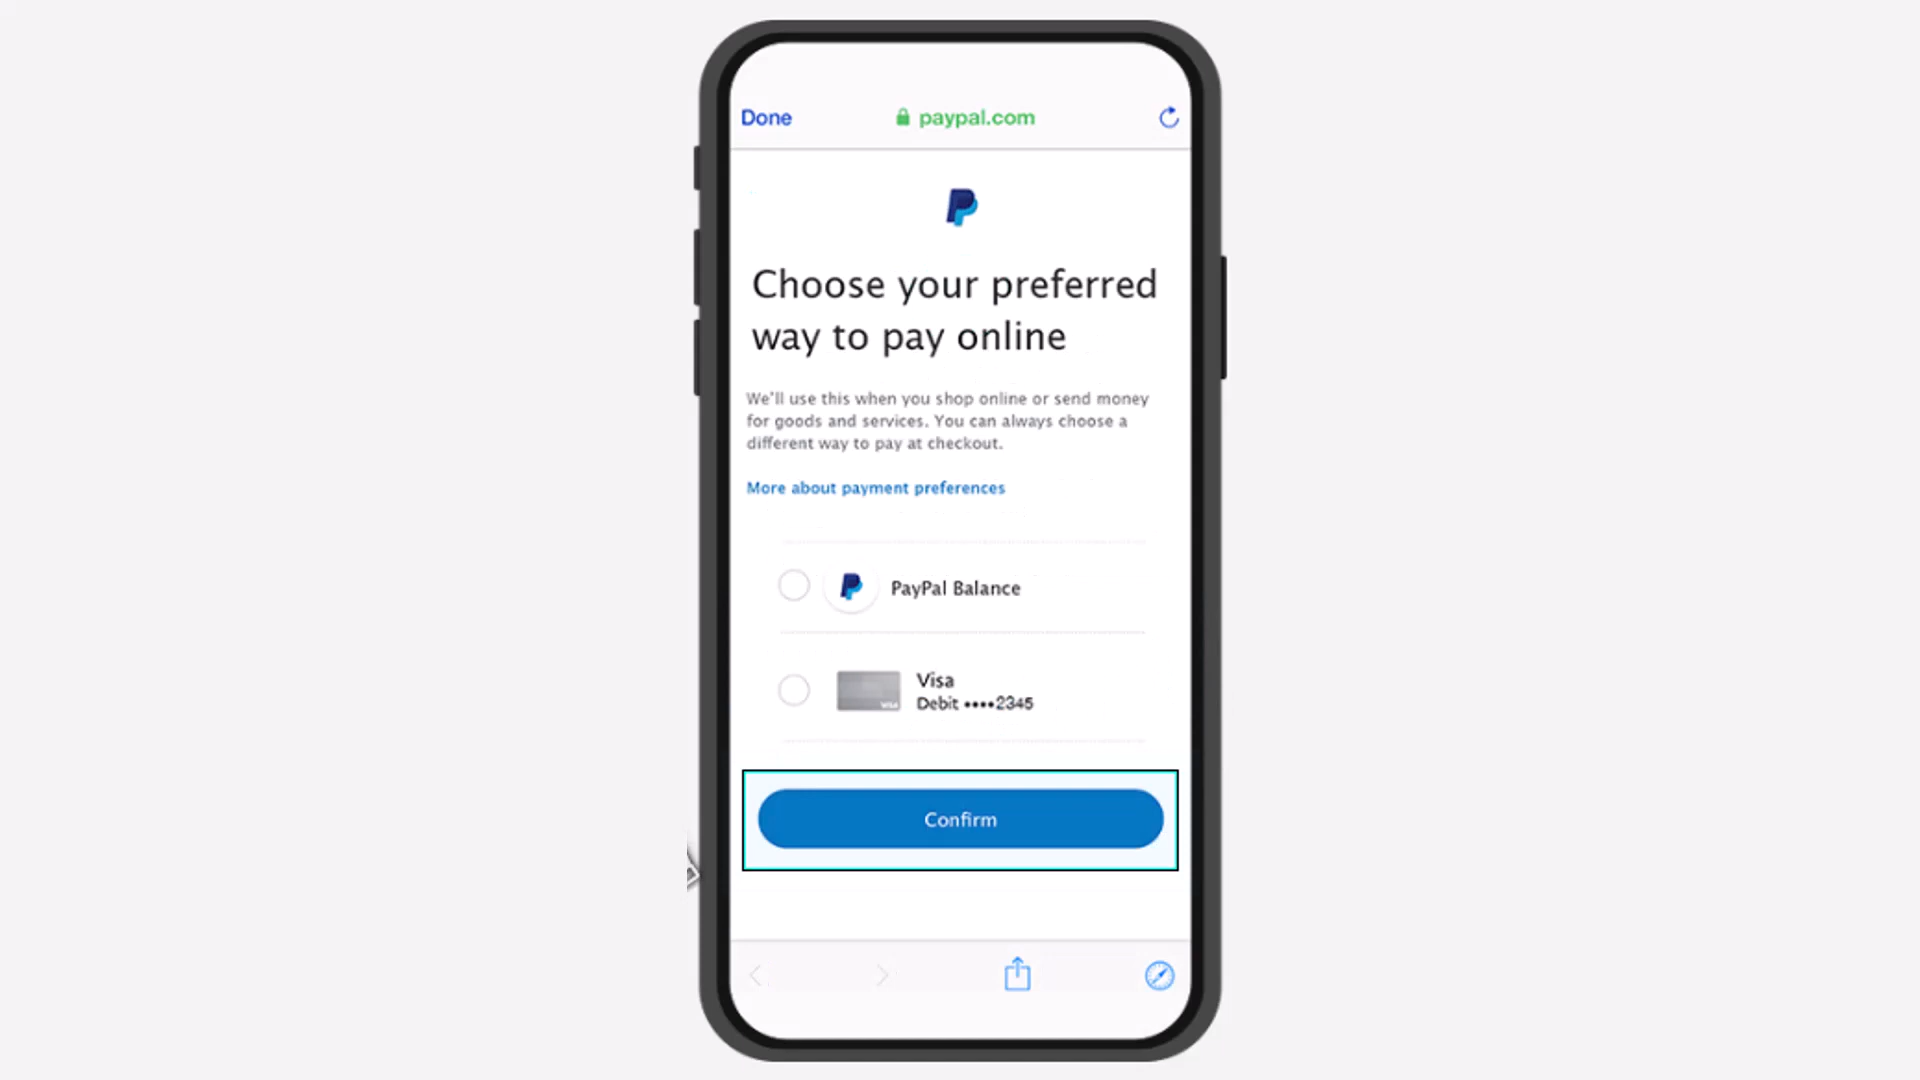 Done
paypal.com
Choose your preferred
way to pay online
We'll use this when you shop online or send money
for goods and services. You can always choose a
different way to pay at checkout.
More about payment preferences
PayPal Balance
Visa
Debit ••••2345
VISA
Confirm